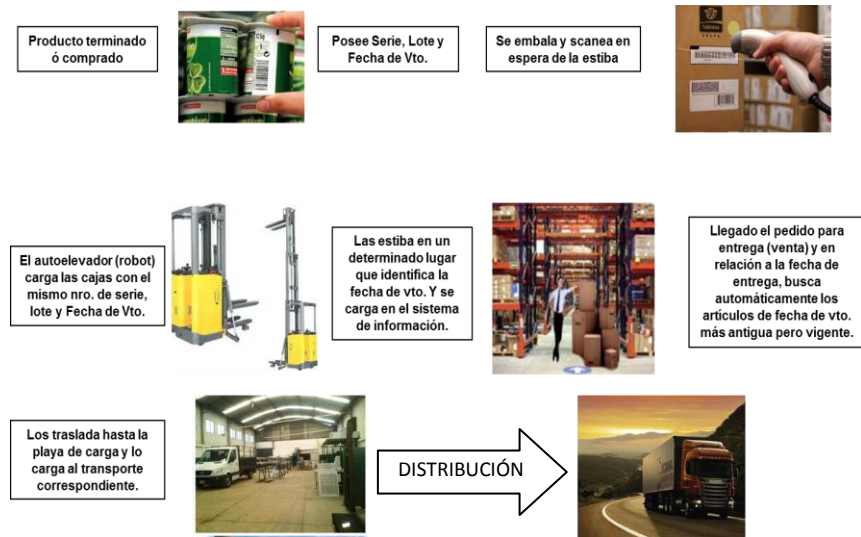 Producto terminado
ó comprado
Posee Serie, Lote y
Fecha de Vto.
Se embala y scanea en
espera de la estiba
El autoelevador (robot)
carga las cajas con el
mismo nro. de serie,
lote y Fecha de Vto.
Las estiba en un
determinado lugar
que identifica la
fecha de vto. Y se
carga en el sistema
de información.
Llegado el pedido para
entrega (venta) y en
relación a la fecha de
entrega, busca
automáticamente los
artículos de fecha de vto.
más antigua pero vigente.
Los traslada hasta la
playa de carga y lo
carga al transporte
correspondiente.
DISTRIBUCIÓN